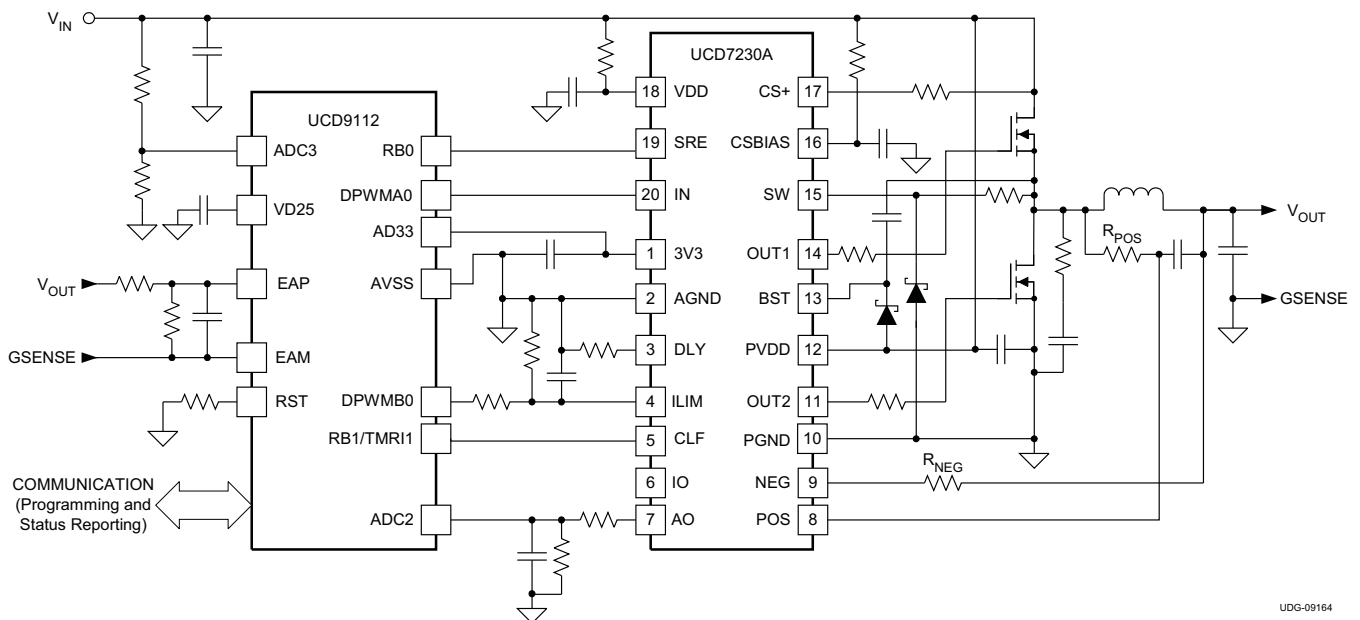 VIN
UCD7230A
18 VDD
CS+ 17
UCD9112
ADC3
RB0
19 SRE
CSBIAS 16
DPWMA0
20 IN
SW 15
VD25
AD33
VOUT
RPOS
AVSS
1 3V3
OUT1 14
VOUT
EAP
2 AGND
BST 13
GSENSE
GSENSE
EAM
3 DLY
PVDD 12
RST
DPWMB0
4 ILIM
OUT2 11
RB1/TMRI1
5 CLF
PGND 10
RNEG
COMMUNICATION
(Programming and
Status Reporting)
6 IO
NEG 9
ADC2
7 AO
POS 8
UDG-09164